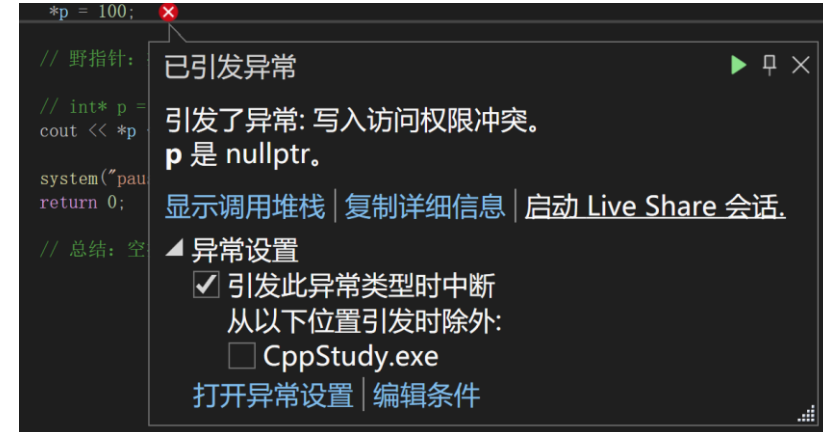 *p = 100;
// 野指针:
已引发异常
// int* p =
cout << *p
引发了异常: 写入访问权限冲突。
p 是 nullptr。
system("pau
return 0;
显示调用堆栈 | 复制详细信息 | 启动 Live Share 会话.
// 总结: 空
异常设置
引发此异常类型时中断
从以下位置引发时除外:
CppStudy.exe
打开异常设置 | 编辑条件